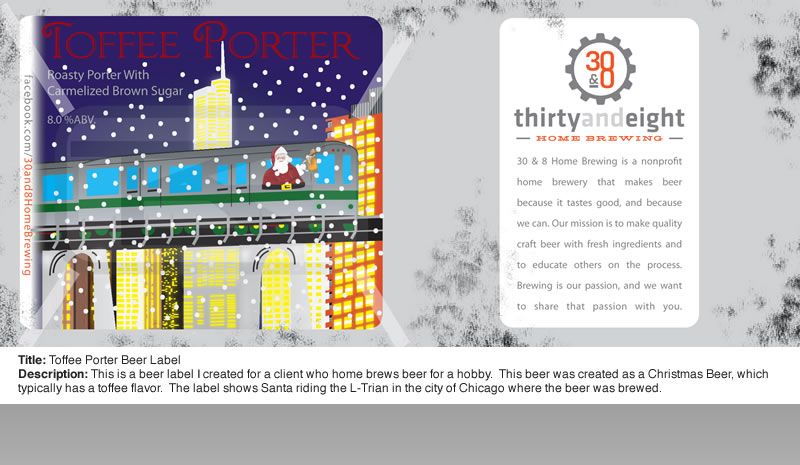 Toffee Porter
Roasty Porter With
Carmelized Brown Sugar
8.0 %ABV.
facebook.com/30and8HomeBrewing
30
&
8
thirtyandeight
HOME BREWING
30 & 8 Home Brewing is a nonprofit
home brewery that makes beer
because it tastes good, and because
we can. Our mission is to make quality
craft beer with fresh ingredients and
to educate others on the process.
Brewing is our passion, and we want
to share that passion with you.
Title: Toffee Porter Beer Label
Description: This is a beer label I created for a client who home brews beer for a hobby. This beer was created as a Christmas Beer, which
typically has a toffee flavor. The label shows Santa riding the L-Trian in the city of Chicago where the beer was brewed.